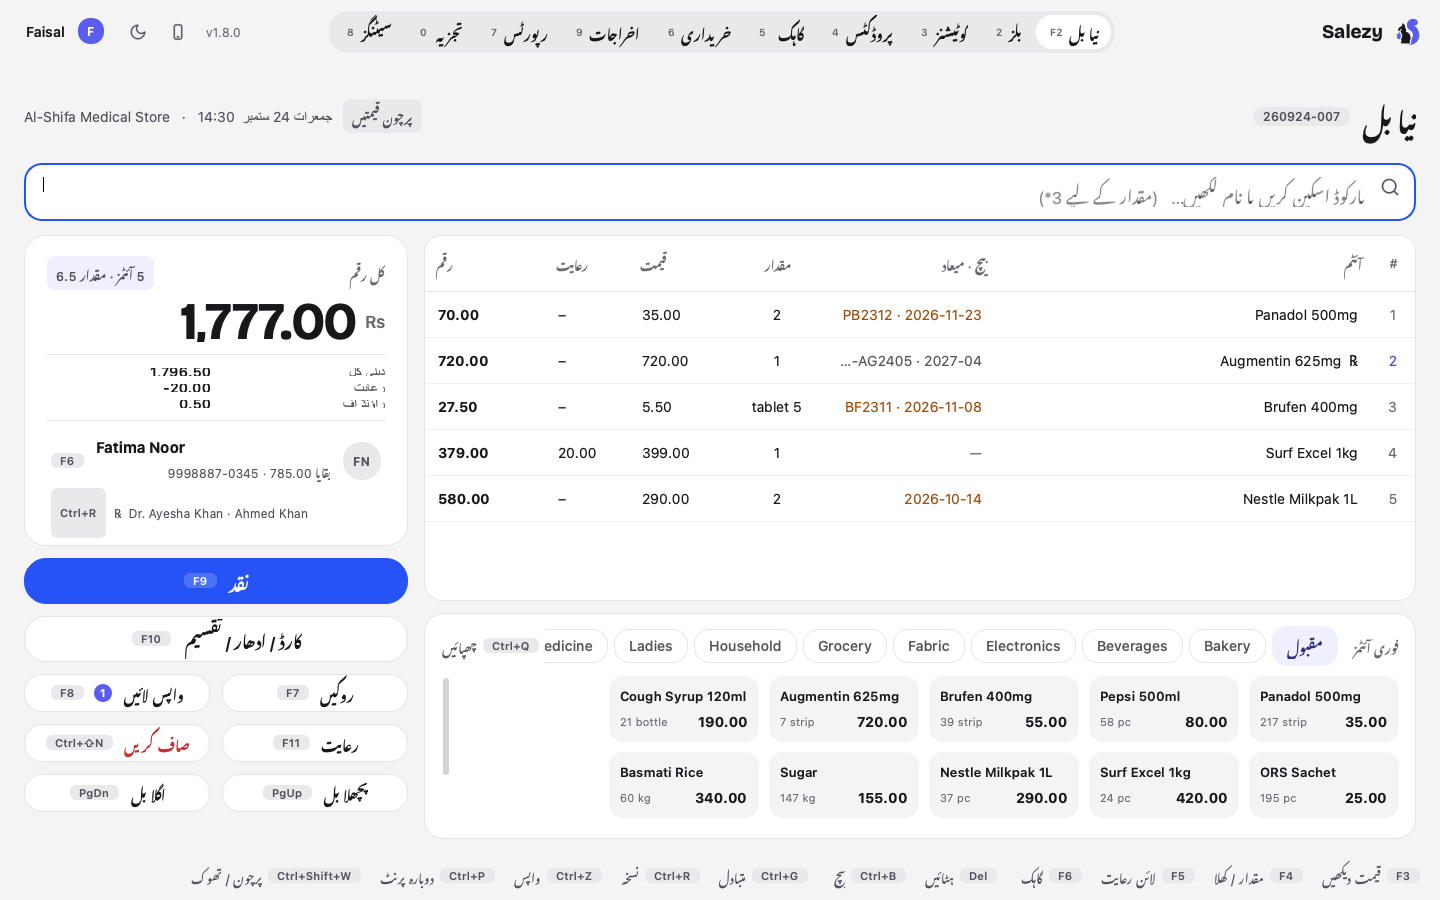 Salezy
نیا بل F2
بلز 2
کوٹیشنز 3
پروڈکٹس 4
گاہک 5
خریداری 6
اخراجات 9
رپورٹس 7
تجزیہ 0
سیٹنگز 8
v1.8.0
F Faisal
نیا بل 260924-007
پرچون قیمتیں جمعرات 24 ستمبر 14:30 · Al-Shifa Medical Store
بارکوڈ اسکین کریں یا نام لکھیں... (مقدار کے لیے 3*)
# آئٹم بیچ · میعاد مقدار قیمت رعایت رقم
1 Panadol 500mg PB2312 · 2026-11-23 2 35.00 – 70.00
2 Augmentin 625mg ℞ AG2405 · 2027-04-… 1 720.00 – 720.00
3 Brufen 400mg BF2311 · 2026-11-08 5 tablet 5.50 – 27.50
4 Surf Excel 1kg — 1 399.00 20.00 379.00
5 Nestle Milkpak 1L 2026-10-14 2 290.00 – 580.00
کل رقم 5 آئٹمز · مقدار 6.5
Rs 1,777.00
ذیلی کل 1,796.50
رعایت -20.00
راؤنڈ آف 0.50
FN Fatima Noor F6
بقایا 785.00 · 0345-9998887
℞ Dr. Ayesha Khan · Ahmed Khan Ctrl+R
نقد F9
کارڈ / ادھار / تقسیم F10
روکیں F7
واپس لائیں 1 F8
رعایت F11
صاف کریں Ctrl+⇧N
پچھلا بل PgUp
اگلا بل PgDn
فوری آئٹمز مقبول Bakery Beverages Electronics Fabric Grocery Household Ladies edicine Ctrl+Q چھپائیں
Panadol 500mg
217 strip 35.00
Pepsi 500ml
58 pc 80.00
Brufen 400mg
39 strip 55.00
Augmentin 625mg
7 strip 720.00
Cough Syrup 120ml
21 bottle 190.00
ORS Sachet
195 pc 25.00
Surf Excel 1kg
24 pc 420.00
Nestle Milkpak 1L
37 pc 290.00
Sugar
147 kg 155.00
Basmati Rice
60 kg 340.00
F3 قیمت دیکھیں F4 مقدار / کھلا F5 لائن رعایت F6 گاہک Del ہٹائیں Ctrl+B بیچ Ctrl+G متبادل Ctrl+R نسخہ Ctrl+Z واپس Ctrl+P دوبارہ پرنٹ Ctrl+Shift+W پرچون / تھوک